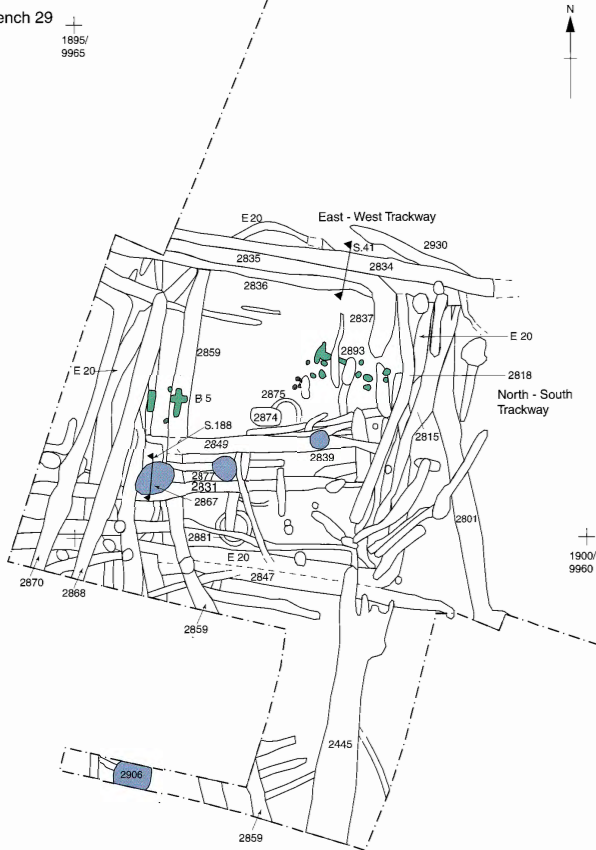 ench 29
1895/
9965
N
East - West Trackway
E 20
S.41
2930
2835
2834
2836
2837
E 20
2859
2893
E 20
2818
2875
North - South
Trackway
B 5
2874
S.188
2815
2849
2839
2877
2831
2867
2801
2881
1900/
9960
E 20
2870
2868
2847
2859
2445
2906
2859